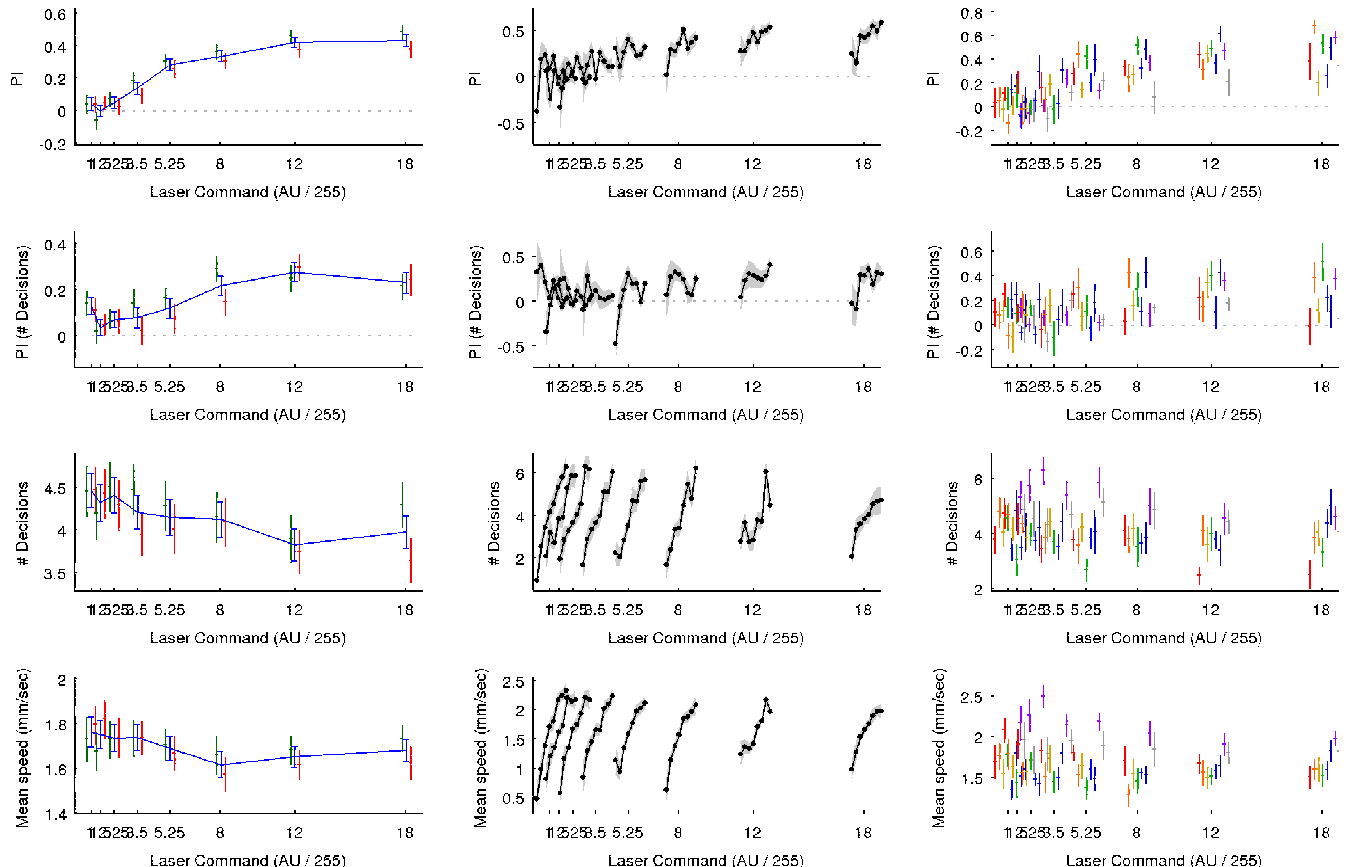 PI
0.6
0.4
0.2
0
-0.2
5.25 8 12 18
Laser Command (AU / 255)
PI
0.5
0
-0.5
5.25 8 12 18
Laser Command (AU / 255)
PI
0.8
0.6
0.4
0.2
0
-0.2
5.25 8 12 18
Laser Command (AU / 255)
PI (# Decisions)
0.4
0.2
0
5.25 8 12 18
Laser Command (AU / 255)
PI (# Decisions)
0.5
0
-0.5
5.25 8 12 18
Laser Command (AU / 255)
PI (# Decisions)
0.6
0.4
0.2
0
-0.2
5.25 8 12 18
Laser Command (AU / 255)
# Decisions
4.5
4
3.5
5.25 8 12 18
Laser Command (AU / 255)
# Decisions
6
4
2
5.25 8 12 18
Laser Command (AU / 255)
# Decisions
6
4
2
5.25 8 12 18
Laser Command (AU / 255)
Mean speed (mm/sec)
2
1.8
1.6
1.4
5.25 8 12 18
Laser Command (AU / 255)
Mean speed (mm/sec)
2.5
2
1.5
1
0.5
5.25 8 12 18
Laser Command (AU / 255)
Mean speed (mm/sec)
2.5
2
1.5
5.25 8 12 18
Laser Command (AU / 255)